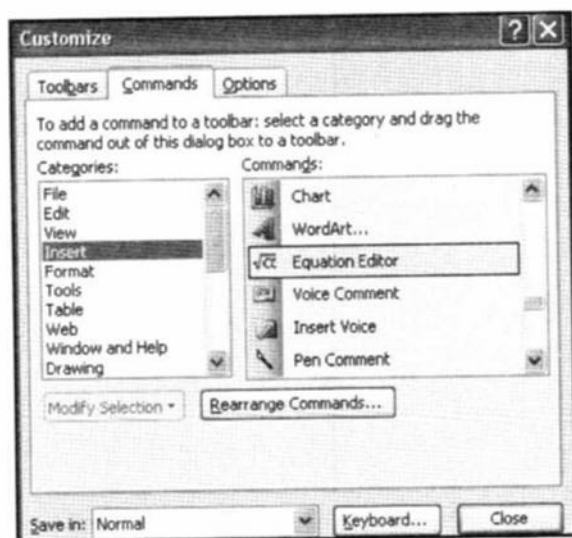 Customize
Toolbars Commands Options
To add a command to a toolbar: select a category and drag the
command out of this dialog box to a toolbar.
Categories:
File
Edit
View
Insert
Format
Tools
Table
Web
Window and Help
Drawing
Commands:
Chart
WordArt...
√α Equation Editor
Voice Comment
Insert Voice
Pen Comment
Modify Selection
Rearrange Commands...
Save in: Normal
Keyboard...
Close